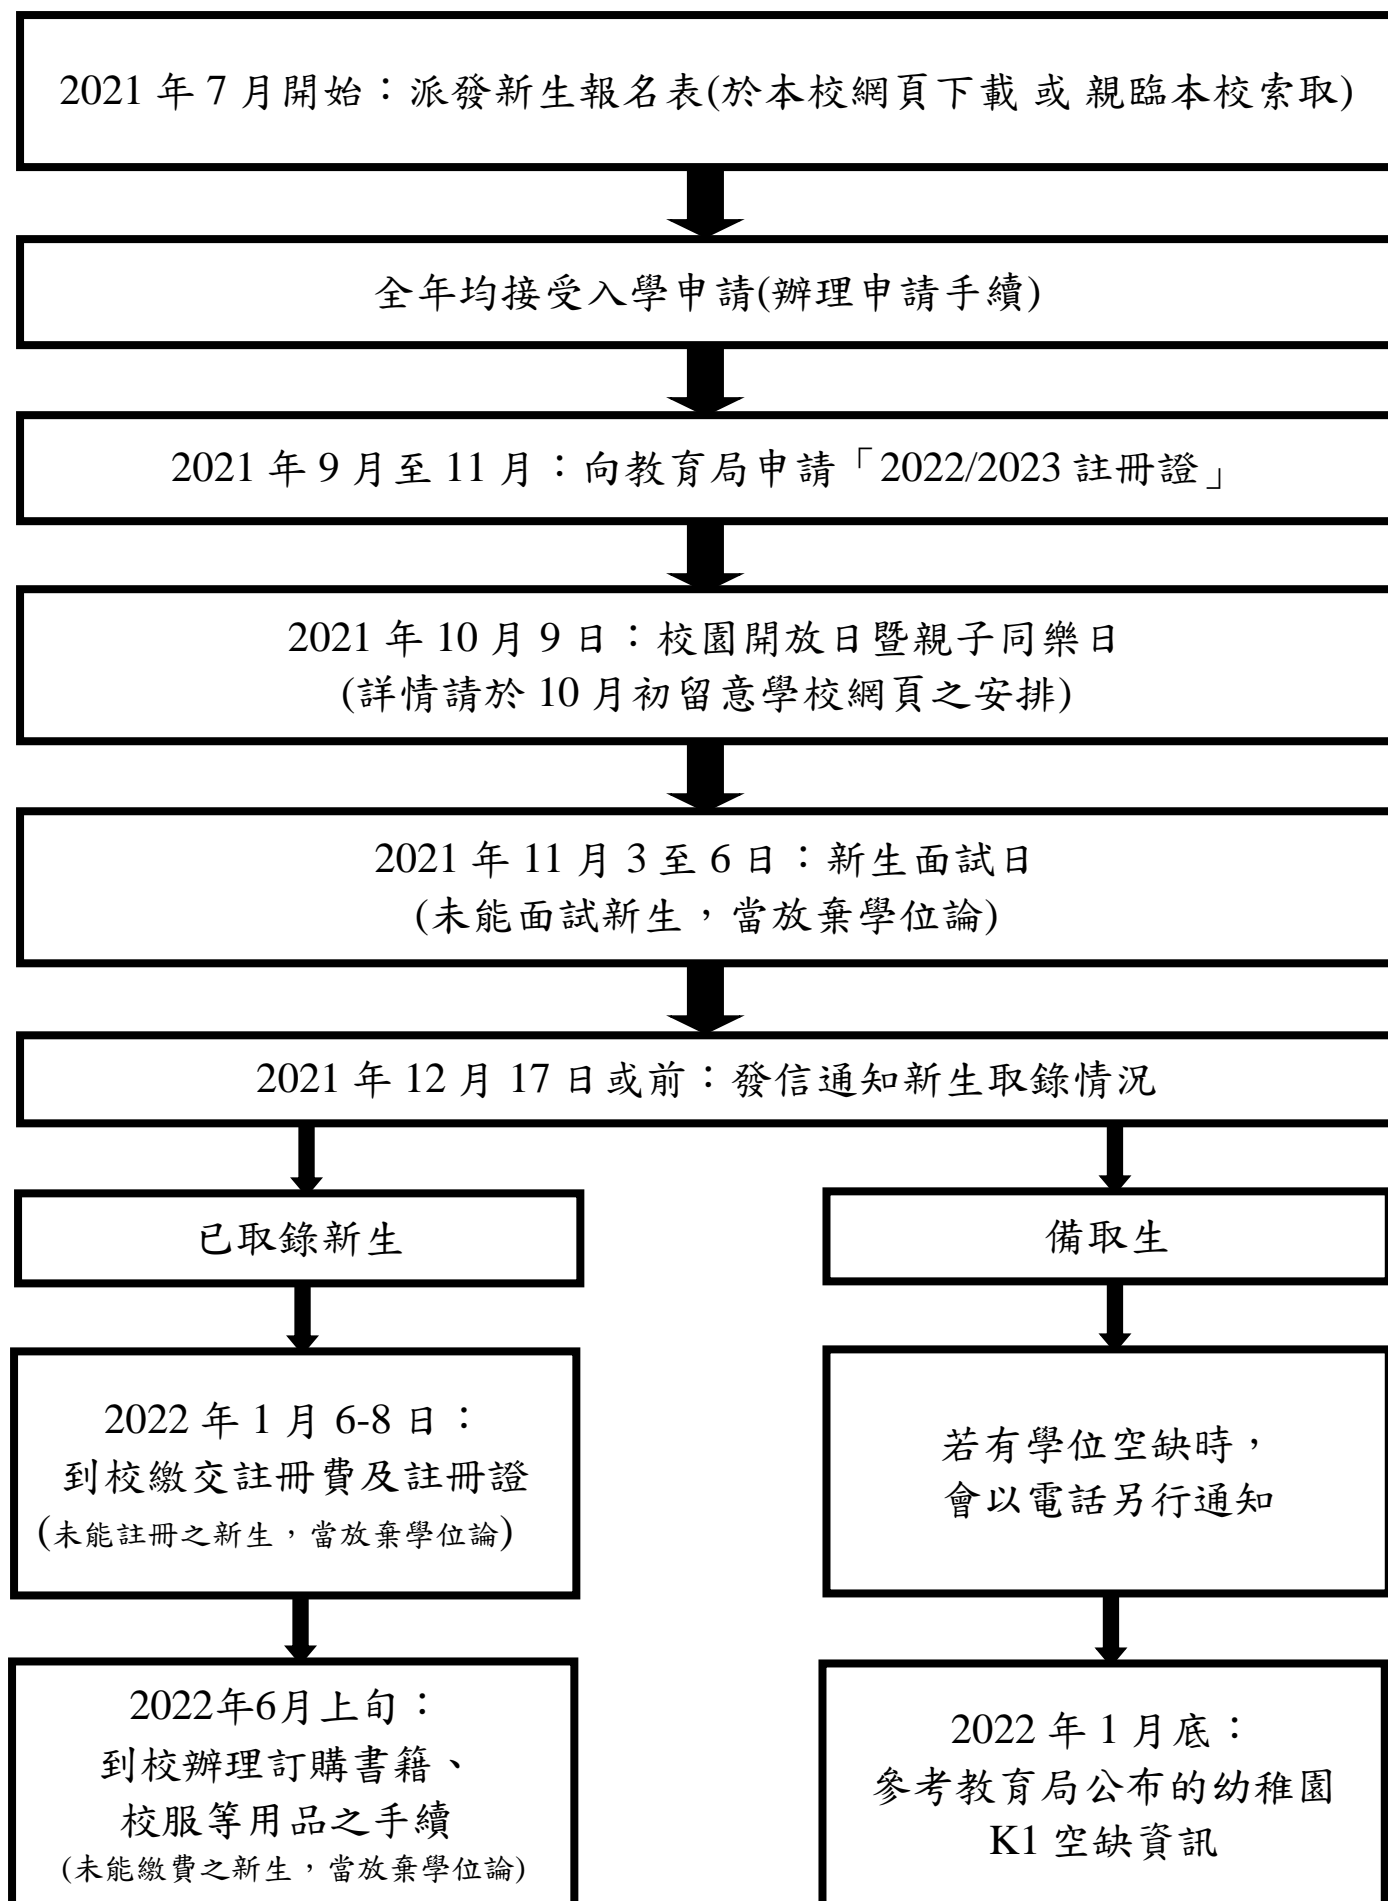 2021 年 7 月開始：派發新生報名表(於本校網頁下載 或 親臨本校索取)
全年均接受入學申請(辦理申請手續)
2021 年 9 月至 11 月：向教育局申請「2022/2023 註冊證」
2021 年 10 月 9 日：校園開放日暨親子同樂日
(詳情請於 10 月初留意學校網頁之安排)
2021 年 11 月 3 至 6 日：新生面試日
(未能面試新生，當放棄學位論)
2021 年 12 月 17 日或前：發信通知新生取錄情況
已取錄新生
2022 年 1 月 6-8 日：
到校繳交註冊費及註冊證
(未能註冊之新生，當放棄學位論)
2022年6月上旬：
到校辦理訂購書籍、
校服等用品之手續
(未能繳費之新生，當放棄學位論)
備取生
若有學位空缺時，
會以電話另行通知
2022 年 1 月底：
參考教育局公布的幼稚園
K1 空缺資訊